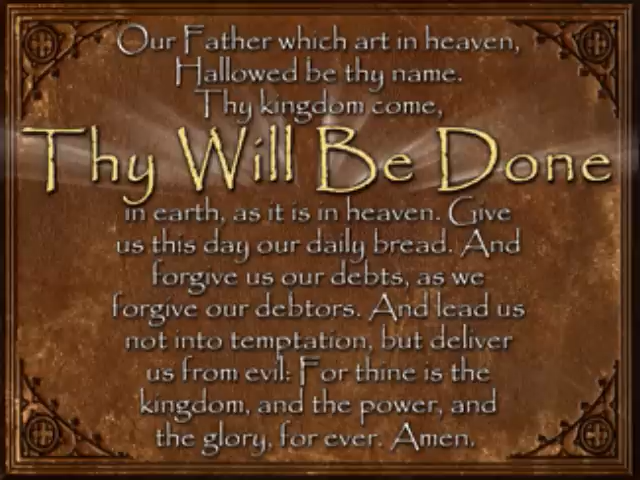 Our Father which art in heaven,
Hallowed be thy name.
Thy kingdom come,
Thy Will Be Done
in earth, as it is in heaven. Give
us this day our daily bread. And
forgive us our debts, as we
forgive our debtors. And lead us
not into temptation, but deliver
us from evil: For thine is the
kingdom, and the power, and
the glory, for ever. Amen.